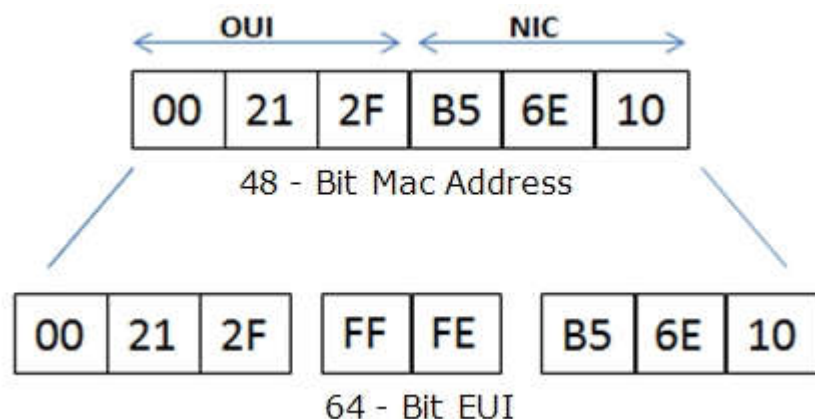 OUI NIC
00 21 2F B5 6E 10
48 - Bit Mac Address
00 21 2F FF FE B5 6E 10
64 - Bit EUI